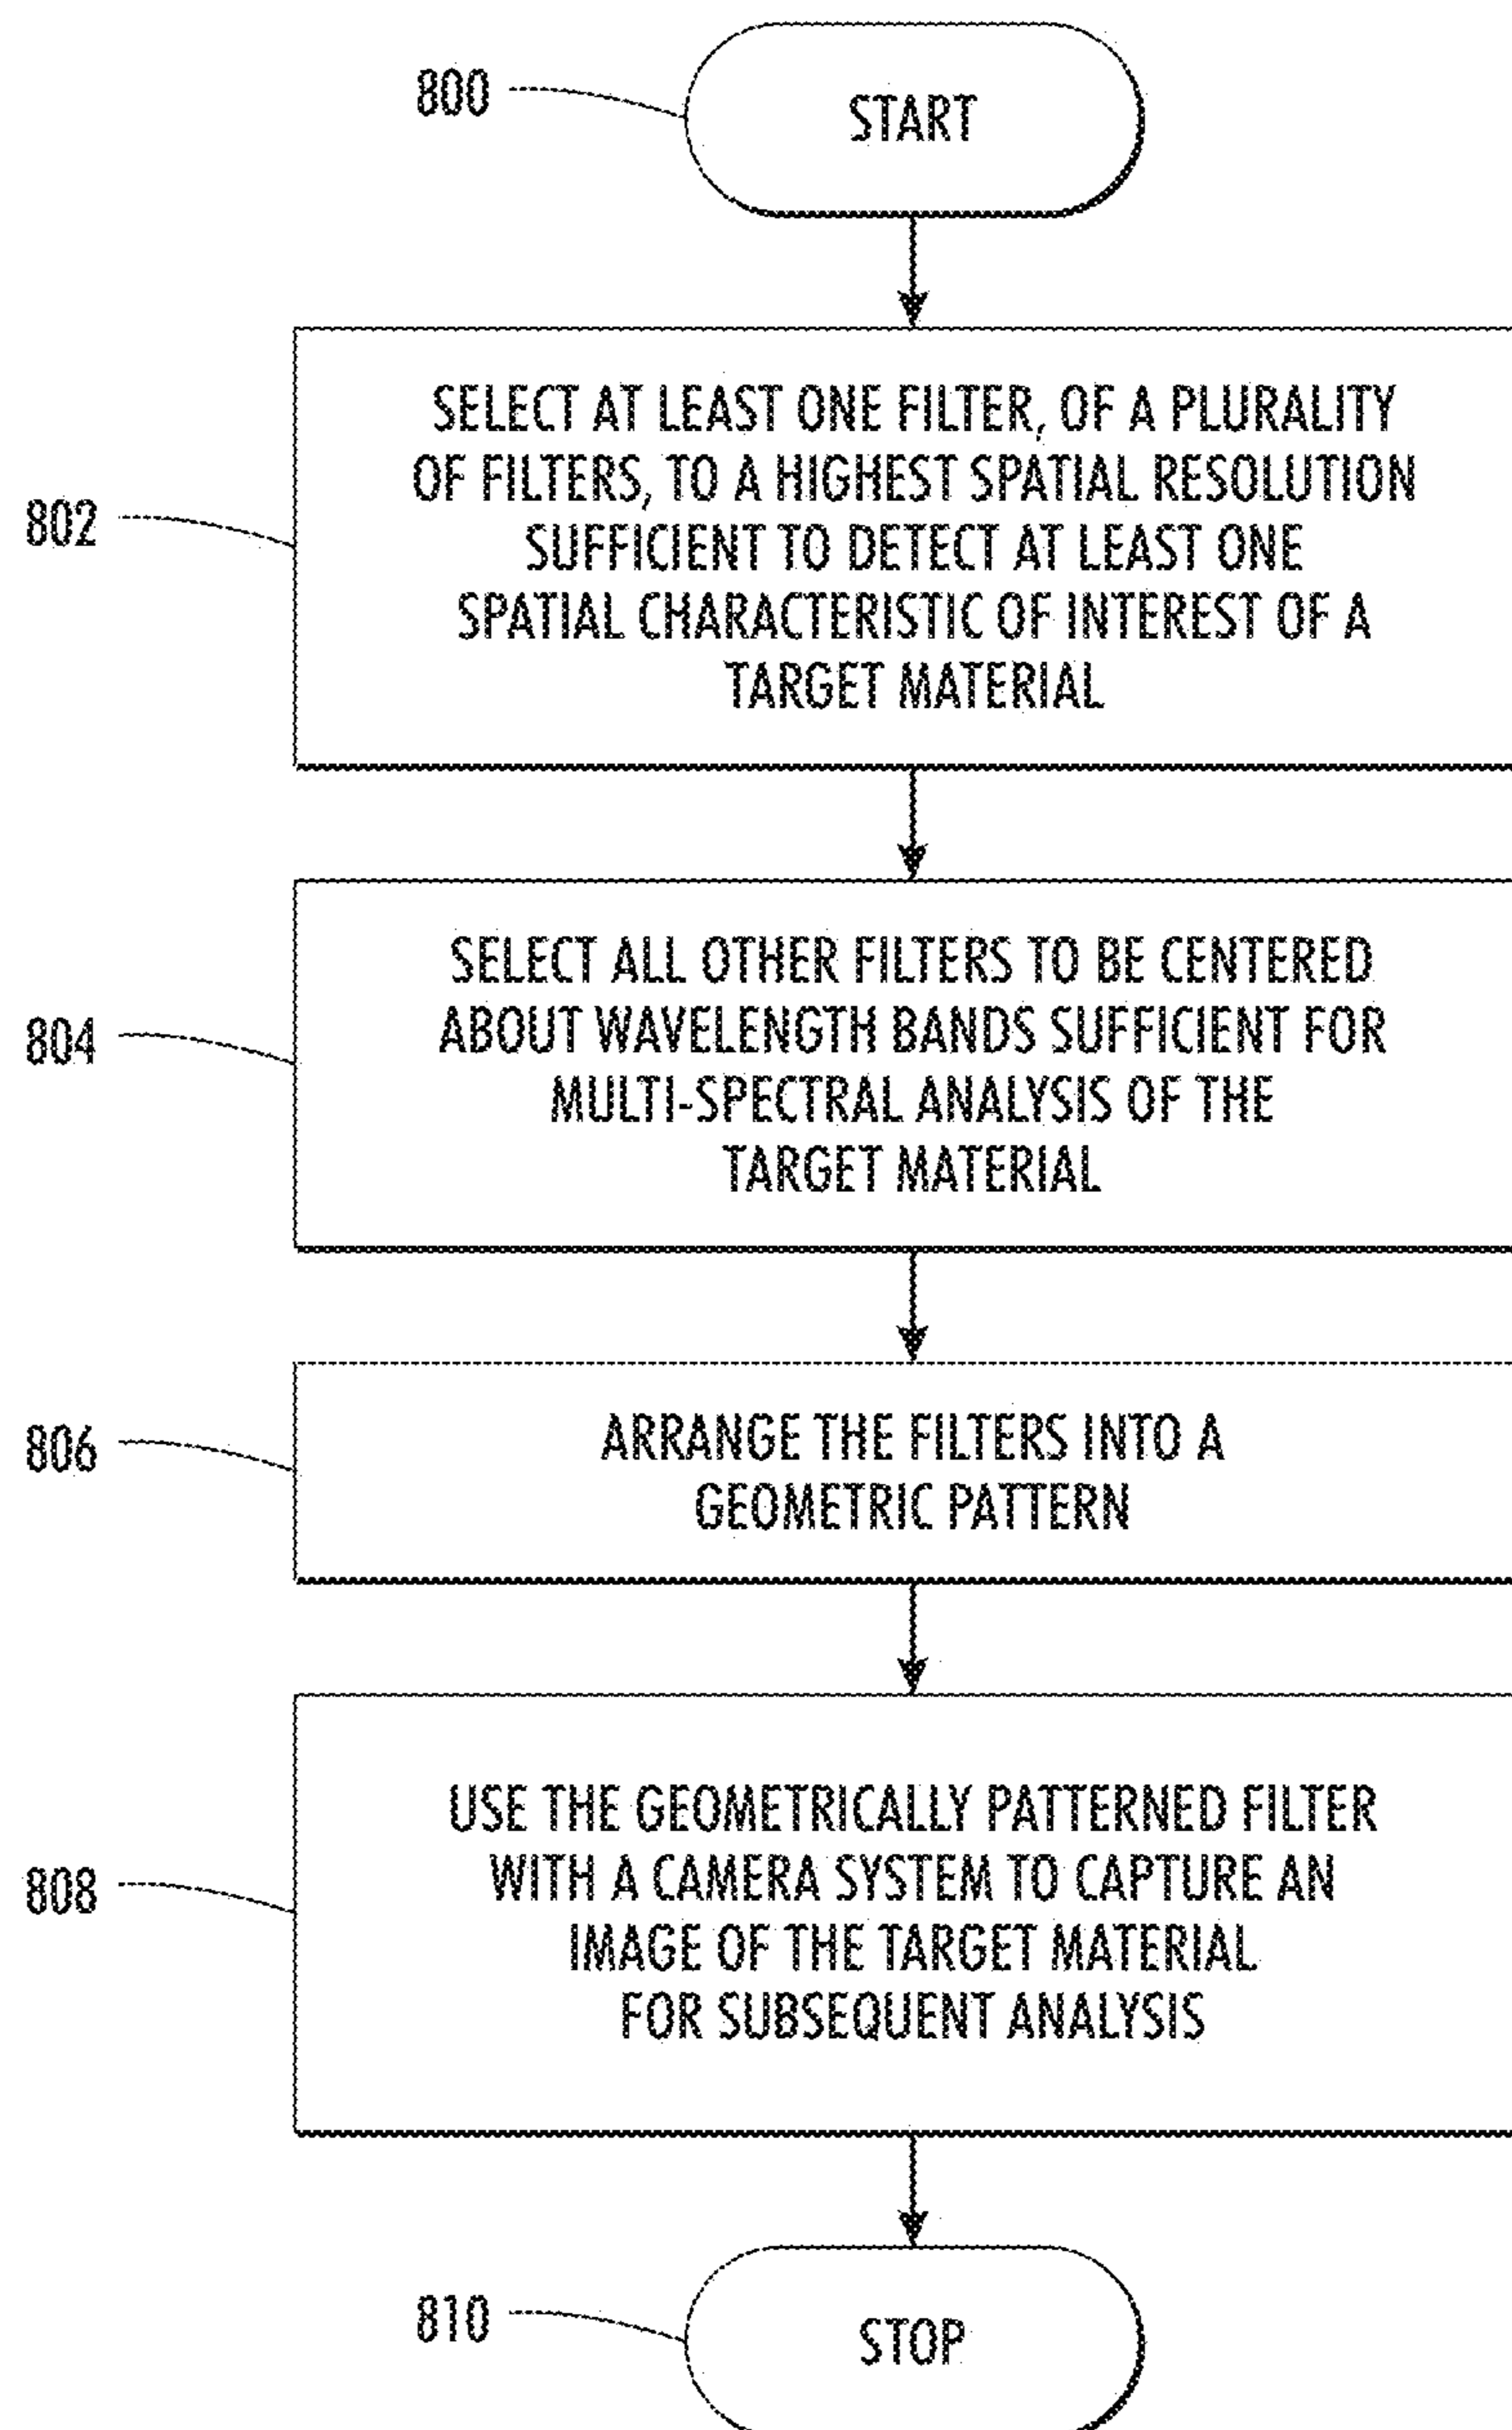 800
START
802
SELECT AT LEAST ONE FILTER, OF A PLURALITY
OF FILTERS, TO A HIGHEST SPATIAL RESOLUTION
SUFFICIENT TO DETECT AT LEAST ONE
SPATIAL CHARACTERISTIC OF INTEREST OF A
TARGET MATERIAL
804
SELECT ALL OTHER FILTERS TO BE CENTERED
ABOUT WAVELENGTH BANDS SUFFICIENT FOR
MULTI-SPECTRAL ANALYSIS OF THE
TARGET MATERIAL
806
ARRANGE THE FILTERS INTO A
GEOMETRIC PATTERN
808
USE THE GEOMETRICALLY PATTERNED FILTER
WITH A CAMERA SYSTEM TO CAPTURE AN
IMAGE OF THE TARGET MATERIAL
FOR SUBSEQUENT ANALYSIS
810
STOP